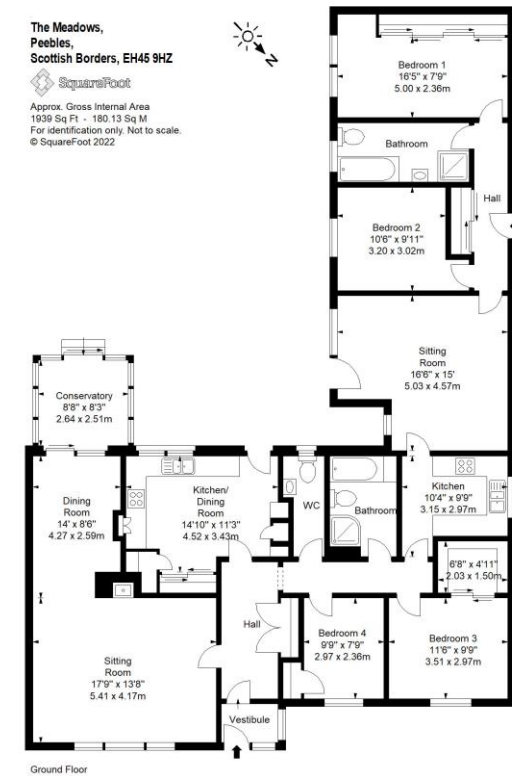 The Meadows,
Peebles,
Scottish Borders, EH45 9HZ
SquareFoot
Approx. Gross Internal Area
1939 Sq Ft - 180.13 Sq M
For identification only. Not to scale.
© SquareFoot 2022
N
Bedroom 1
16'5" x 7'9"
5.00 x 2.36m
Bathroom
Hall
Bedroom 2
10'6" x 9'11"
3.20 x 3.02m
Sitting
Room
16'6" x 15'
5.03 x 4.57m
Conservatory
8'8" x 8'3"
2.64 x 2.51m
Dining
Room
14' x 8'6"
4.27 x 2.59m
Kitchen/
Dining
Room
14'10" x 11'3"
4.52 x 3.43m
WC
Bathroom
Kitchen
10'4" x 9'9"
3.15 x 2.97m
6'8" x 4'11"
2.03 x 1.50m
Sitting
Room
17'9" x 13'8"
5.41 x 4.17m
Hall
Bedroom 4
9'9" x 7'9"
2.97 x 2.36m
Bedroom 3
11'6" x 9'9"
3.51 x 2.97m
Vestibule
Ground Floor